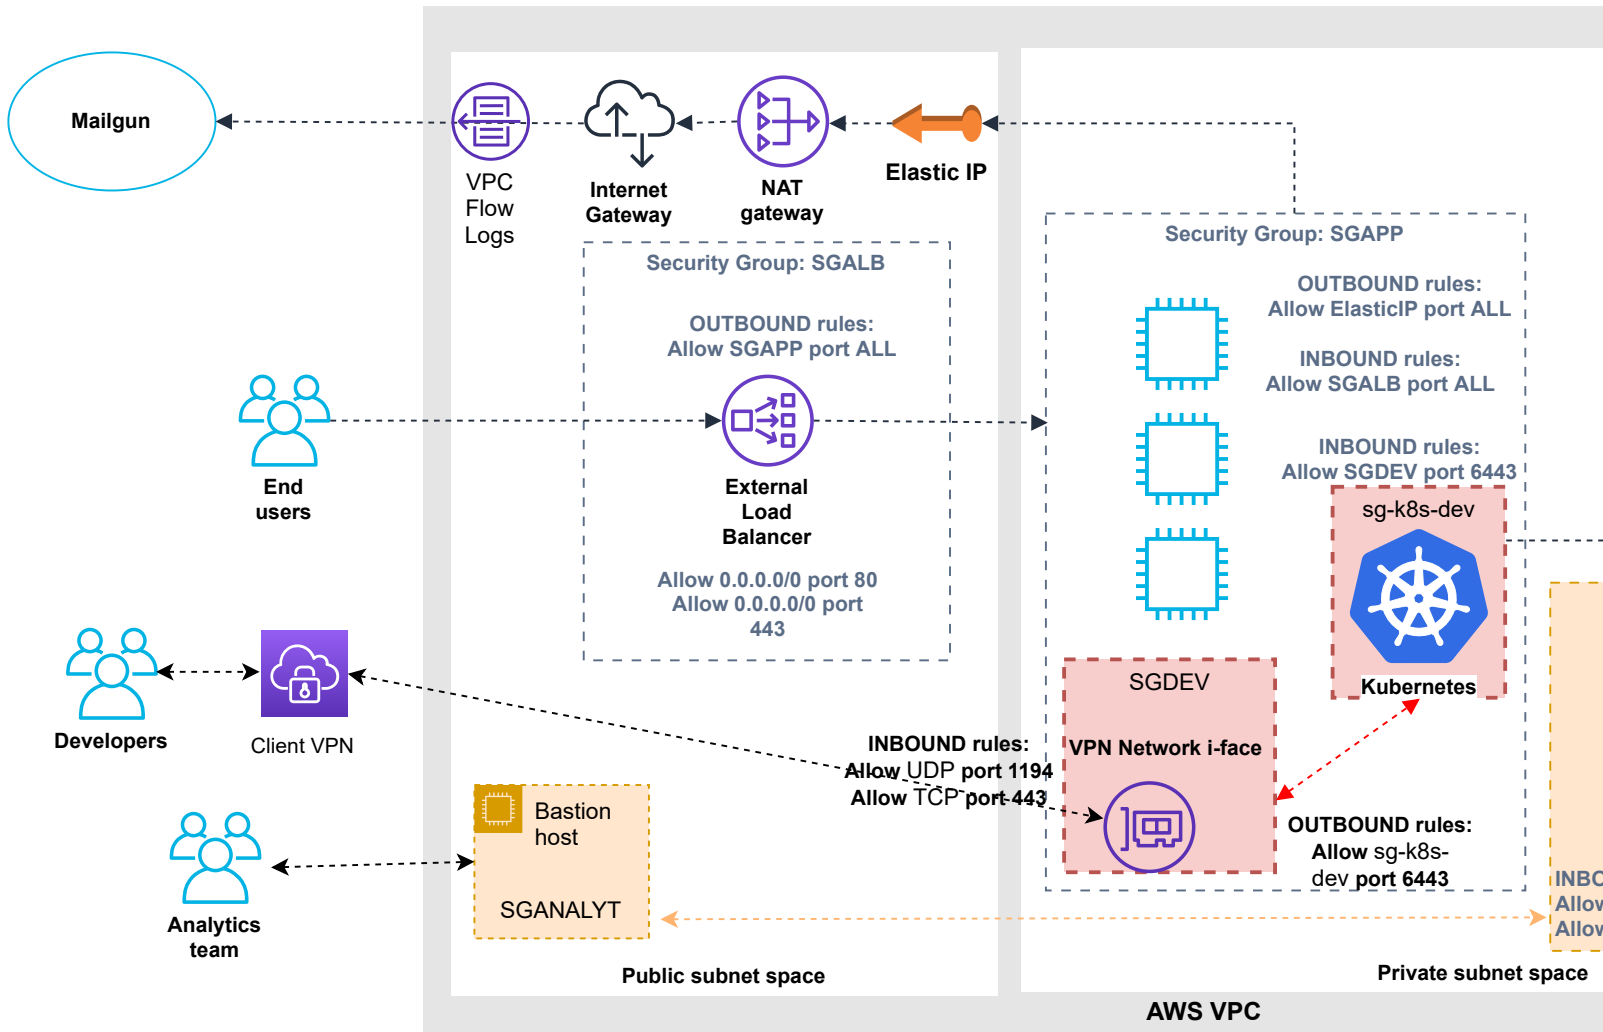 Mailgun
VPC
Flow
Logs
Internet
Gateway
NAT
gateway
Elastic IP
Security Group: SGALB
OUTBOUND rules:
Allow SGAPP port ALL
External
Load
Balancer
Allow 0.0.0.0/0 port 80
Allow 0.0.0.0/0 port
443
Security Group: SGAPP
OUTBOUND rules:
Allow ElasticIP port ALL
INBOUND rules:
Allow SGALB port ALL
INBOUND rules:
Allow SGDEV port 6443
sg-k8s-dev
Kubernetes
End
users
Developers
Client VPN
SGDEV
VPN Network i-face
INBOUND rules:
Allow UDP port 1194
Allow TCP port 443
OUTBOUND rules:
Allow sg-k8s-
dev port 6443
Analytics
team
Bastion
host
SGANALYT
INBO
Allow
Allow
Public subnet space
Private subnet space
AWS VPC